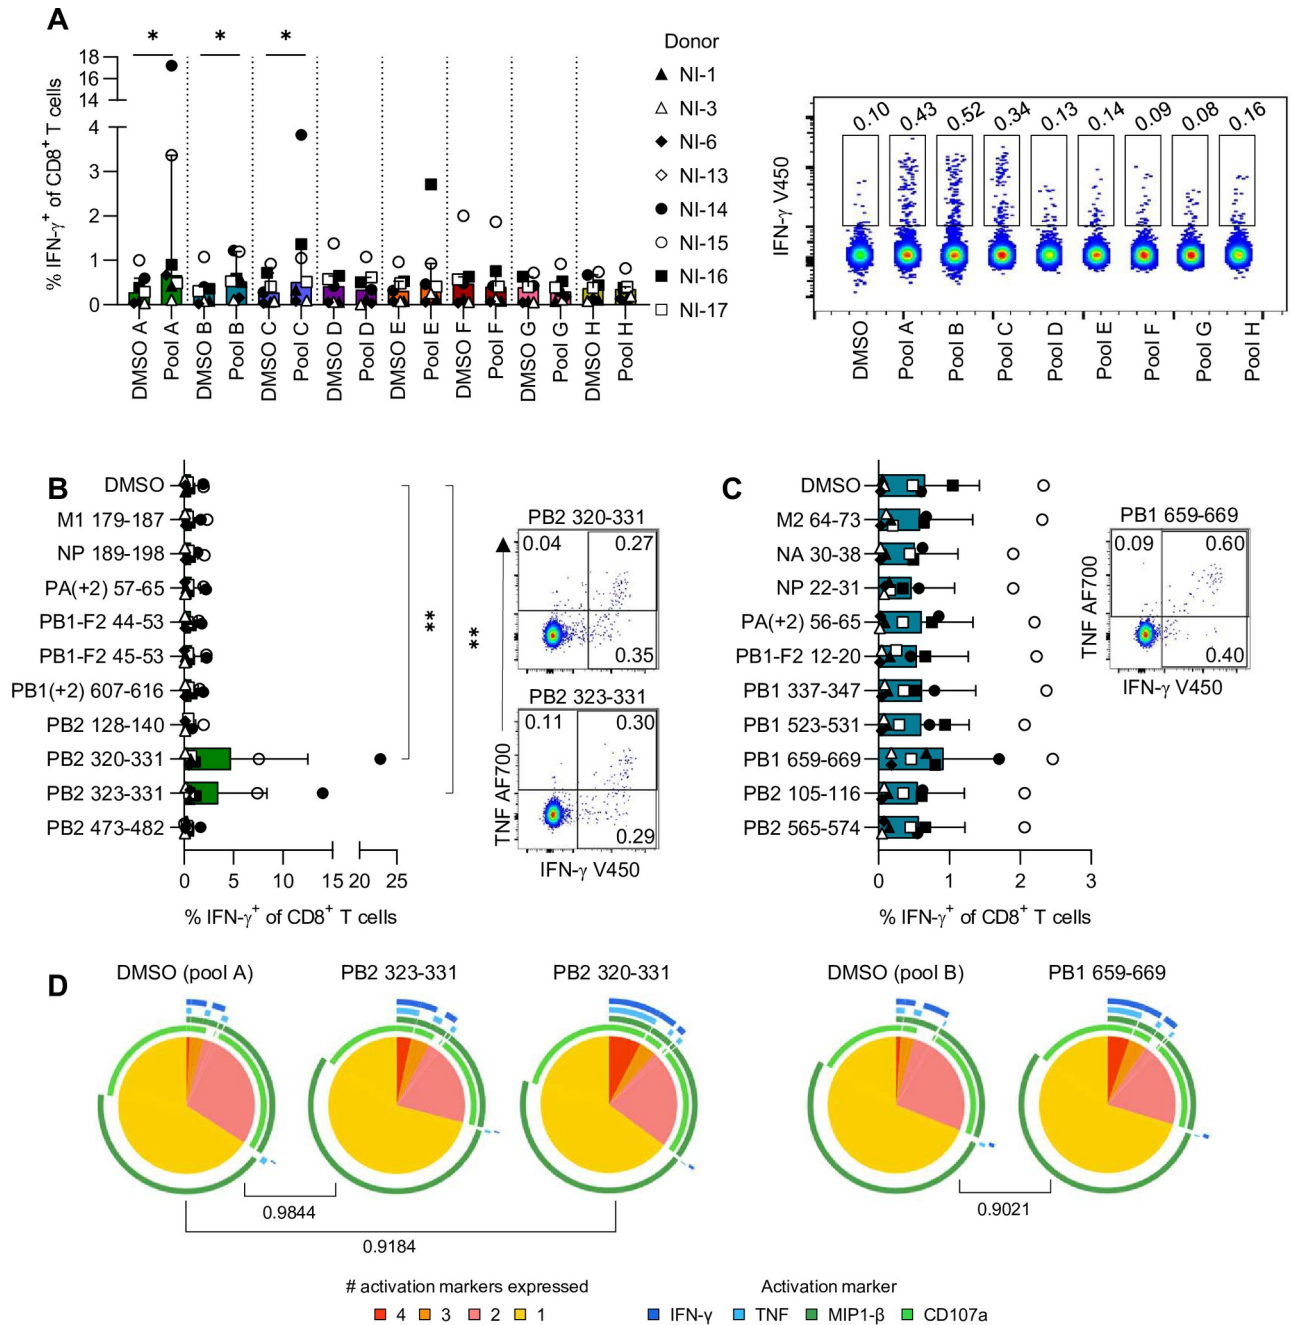 A
* * *
18
16
14
4
3
2
1
0
% IFN-γ⁺ of CD8⁺ T cells
DMSO A
Pool A
DMSO B
Pool B
DMSO C
Pool C
DMSO D
Pool D
DMSO E
Pool E
DMSO F
Pool F
DMSO G
Pool G
DMSO H
Pool H
Donor
NI-1
NI-3
NI-6
NI-13
NI-14
NI-15
NI-16
NI-17
IFN-γ V450
0.10 0.43 0.52 0.34 0.13 0.14 0.09 0.08 0.16
DMSO
Pool A
Pool B
Pool C
Pool D
Pool E
Pool F
Pool G
Pool H
B
DMSO
M1 179-187
NP 189-198
PA(+2) 57-65
PB1-F2 44-53
PB1-F2 45-53
PB1(+2) 607-616
PB2 128-140
PB2 320-331
PB2 323-331
PB2 473-482
0 5 10 15 20 25
% IFN-γ⁺ of CD8⁺ T cells
**
**
PB2 320-331
0.04 0.27
0.35
PB2 323-331
0.11 0.30
0.29
TNF AF700
IFN-γ V450
C
DMSO
M2 64-73
NA 30-38
NP 22-31
PA(+2) 56-65
PB1-F2 12-20
PB1 337-347
PB1 523-531
PB1 659-669
PB2 105-116
PB2 565-574
0 1 2 3
% IFN-γ⁺ of CD8⁺ T cells
PB1 659-669
0.09 0.60
0.40
TNF AF700
IFN-γ V450
D
DMSO (pool A) PB2 323-331 PB2 320-331 DMSO (pool B) PB1 659-669
0.9844
0.9184
0.9021
# activation markers expressed
4 3 2 1
Activation marker
IFN-γ TNF MIP1-β CD107a